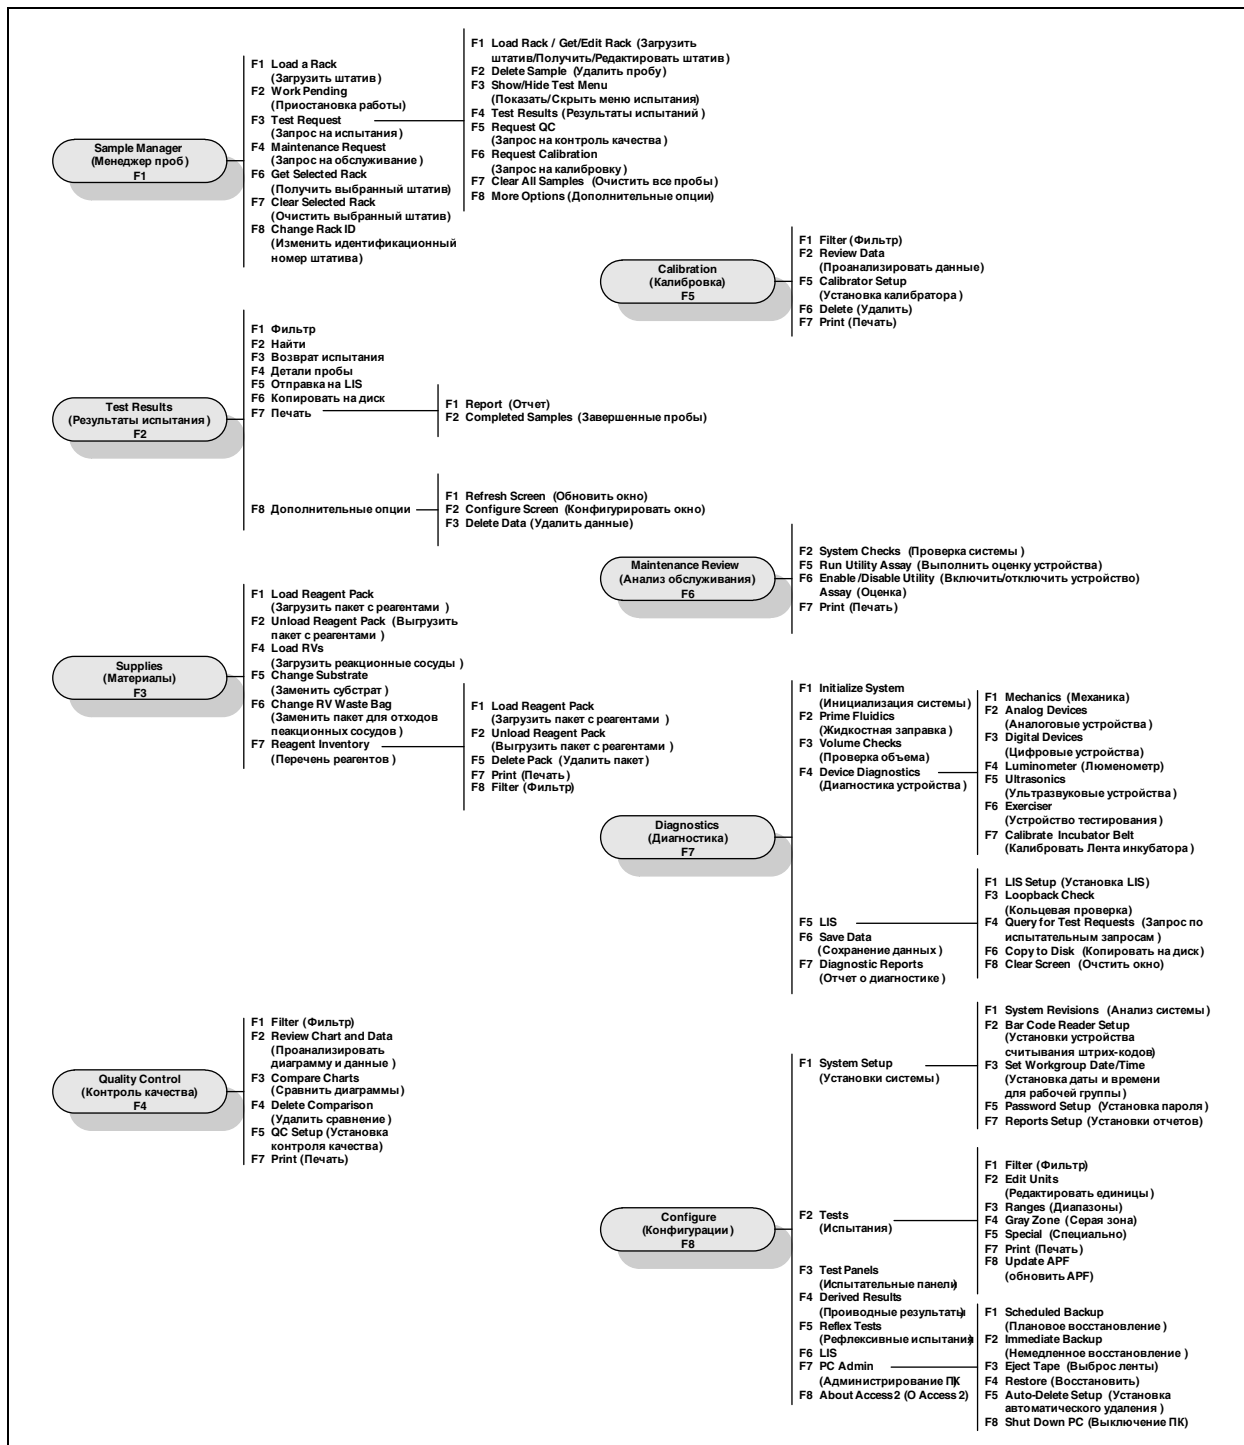 Sample Manager
(Менеджер проб)
F1
F1 Load a Rack
(Загрузить штатив)
F2 Work Pending
(Приостановка работы)
F3 Test Request
(Запрос на испытания)
F4 Maintenance Request
(Запрос на обслуживание)
F6 Get Selected Rack
(Получить выбранный штатив)
F7 Clear Selected Rack
(Очистить выбранный штатив)
F8 Change Rack ID
(Изменить идентификационный
номер штатива)
F1 Load Rack / Get/Edit Rack (Загрузить
штатив/Получить/Редактировать штатив)
F2 Delete Sample (Удалить пробу)
F3 Show/Hide Test Menu
(Показать/Скрыть меню испытания)
F4 Test Results (Результаты испытаний)
F5 Request QC
(Запрос на контроль качества)
F6 Request Calibration
(Запрос на калибровку)
F7 Clear All Samples (Очистить все пробы)
F8 More Options (Дополнительные опции)
Calibration
(Калибровка)
F5
F1 Filter (Фильтр)
F2 Review Data
(Проанализировать данные)
F5 Calibrator Setup
(Установка калибратора)
F6 Delete (Удалить)
F7 Print (Печать)
Test Results
(Результаты испытания)
F2
F1 Фильтр
F2 Найти
F3 Возврат испытания
F4 Детали пробы
F5 Отправка на LIS
F6 Копировать на диск
F7 Печать
F1 Report (Отчет)
F2 Completed Samples (Завершенные пробы)
F8 Дополнительные опции
F1 Refresh Screen (Обновить окно)
F2 Configure Screen (Конфигурировать окно)
F3 Delete Data (Удалить данные)
Maintenance Review
(Анализ обслуживания)
F6
F2 System Checks (Проверка системы)
F5 Run Utility Assay (Выполнить оценку устройства)
F6 Enable /Disable Utility (Включить/отключить устройство)
Assay (Оценка)
F7 Print (Печать)
Supplies
(Материалы)
F3
F1 Load Reagent Pack
(Загрузить пакет с реагентами)
F2 Unload Reagent Pack (Выгрузить
пакет с реагентами)
F4 Load RVs
(Загрузить реакционные сосуды)
F5 Change Substrate
(Заменить субстрат)
F6 Change RV Waste Bag
(Заменить пакет для отходов
пеакционных сосудов)
F7 Reagent Inventory
(Перечень реагентов)
F1 Load Reagent Pack
(Загрузить пакет с реагентами)
F2 Unload Reagent Pack
(Выгрузить пакет с реагентами)
F5 Delete Pack (Удалить пакет)
F7 Print (Печать)
F8 Filter (Фильтр)
Diagnostics
(Диагностика)
F7
F1 Initialize System
(Инициализация системы)
F2 Prime Fluidics
(Жидкостная заправка)
F3 Volume Checks
(Проверка объема)
F4 Device Diagnostics
(Диагностика устройства)
F1 Mechanics (Механика)
F2 Analog Devices
(Аналоговые устройства)
F3 Digital Devices
(Цифровые устройства)
F4 Luminometer (Люменометр)
F5 Ultrasonics
(Ультразвуковые устройства)
F6 Exerciser
(Устройство тестирования)
F7 Calibrate Incubator Belt
(Калибровать Лента инкубатора)
F5 LIS
F6 Save Data
(Сохранение данных)
F7 Diagnostic Reports
(Отчет о диагностике)
F1 LIS Setup (Установка LIS)
F3 Loopback Check
(Кольцевая проверка)
F4 Query for Test Requests (Запрос по
испытательным запросам)
F6 Copy to Disk (Копировать на диск)
F8 Clear Screen (Очстить окно)
Quality Control
(Контроль качества)
F4
F1 Filter (Фильтр)
F2 Review Chart and Data
(Проанализировать
диаграмму и данные)
F3 Compare Charts
(Сравнить диаграммы)
F4 Delete Comparison
(Удалить сравнение)
F5 QC Setup (Установка
контроля качества)
F7 Print (Печать)
Configure
(Конфигурации)
F8
F1 System Setup
(Установки системы)
F1 System Revisions (Анализ системы)
F2 Bar Code Reader Setup
(Установки устройства
считывания штрих-кодов)
F3 Set Workgroup Date/Time
(Установка даты и времени
для рабочей группы)
F5 Password Setup (Установка пароля)
F7 Reports Setup (Установки отчетов)
F2 Tests
(Испытания)
F1 Filter (Фильтр)
F2 Edit Units
(Редактировать единицы)
F3 Ranges (Диапазоны)
F4 Gray Zone (Серая зона)
F5 Special (Специально)
F7 Print (Печать)
F8 Update APF
(обновить APF)
F3 Test Panels
(Испытательные панели)
F4 Derived Results
(Проиводные результаты)
F5 Reflex Tests
(Рефлексивные испытания)
F6 LIS
F7 PC Admin
(Администрирование ПК)
F8 About Access 2 (О Access 2)
F1 Scheduled Backup
(Плановое восстановление)
F2 Immediate Backup
(Немедленное восстановление)
F3 Eject Tape (Выброс ленты)
F4 Restore (Восстановить)
F5 Auto-Delete Setup (Установка
автоматического удаления)
F8 Shut Down PC (Выключение ПК)